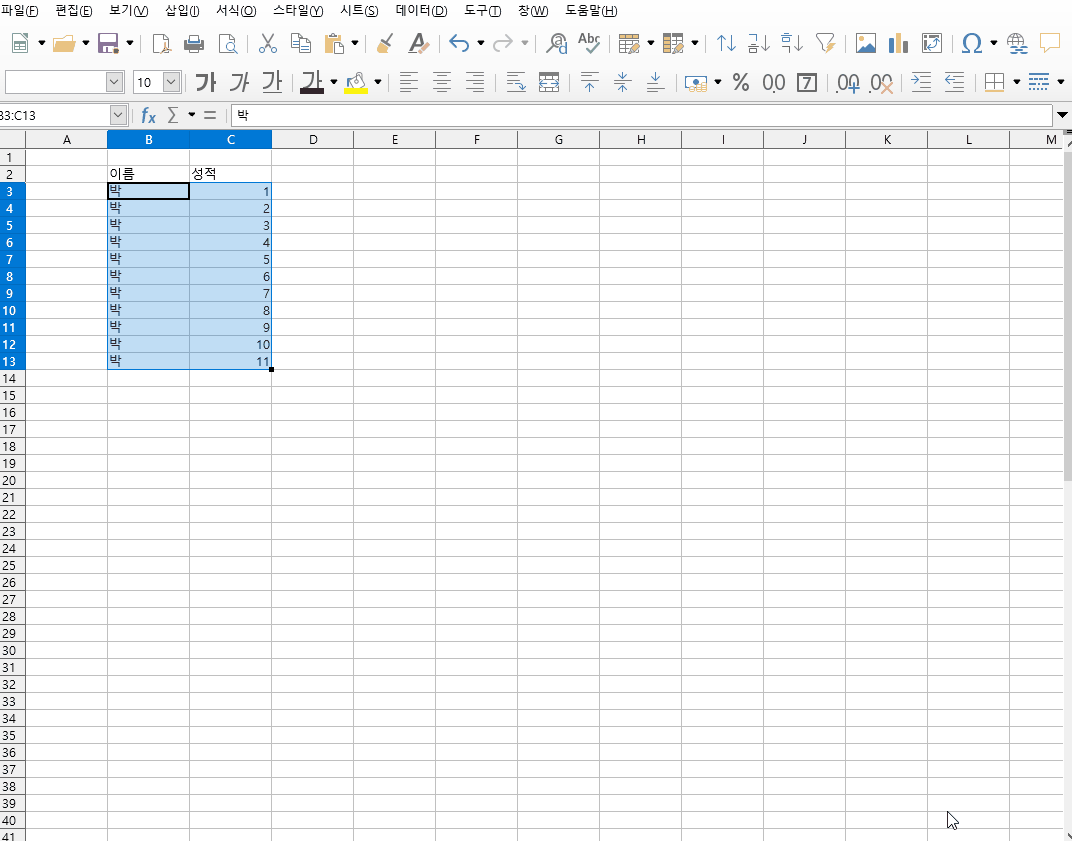 파일(F) 편집(E) 보기(V) 삽입(I) 서식(O) 스타일(Y) 시트(S) 데이터(D) 도구(T) 창(W) 도움말(H)
Abc
10 가 가 가 가 % 0,0 7 .00 .00
B3:C13 fx Σ = 박
A B C D E F G H I J K L M
1
2 이름 성적
3 박 1
4 박 2
5 박 3
6 박 4
7 박 5
8 박 6
9 박 7
10 박 8
11 박 9
12 박 10
13 박 11
14
15
16
17
18
19
20
21
22
23
24
25
26
27
28
29
30
31
32
33
34
35
36
37
38
39
40
41